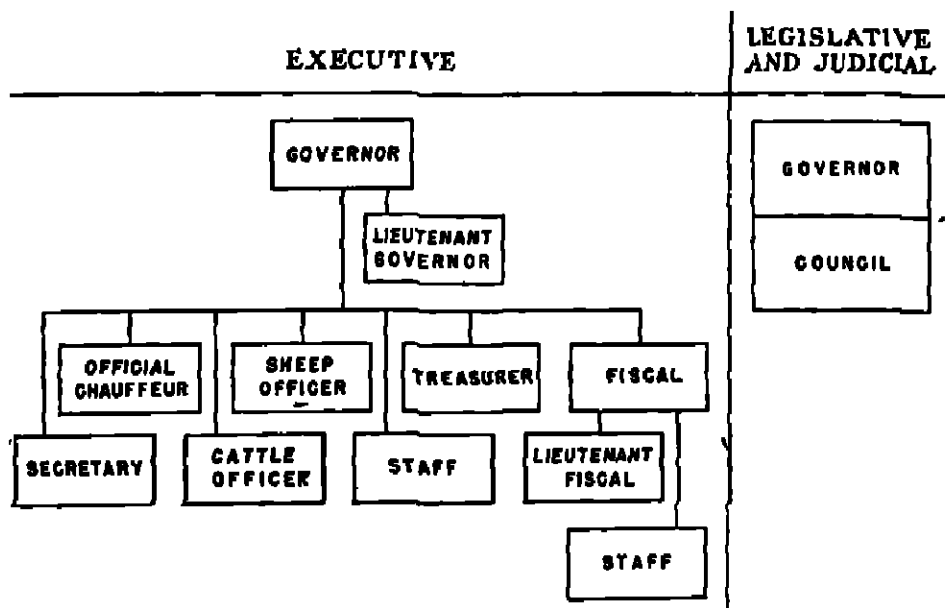 EXECUTIVE
LEGISLATIVE
AND JUDICIAL
GOVERNOR
LIEUTENANT
GOVERNOR
OFFICIAL
CHAUFFEUR
SHEEP
OFFICER
TREASURER
FISCAL
SECRETARY
CATTLE
OFFICER
STAFF
LIEUTENANT
FISCAL
STAFF
GOVERNOR
COUNCIL